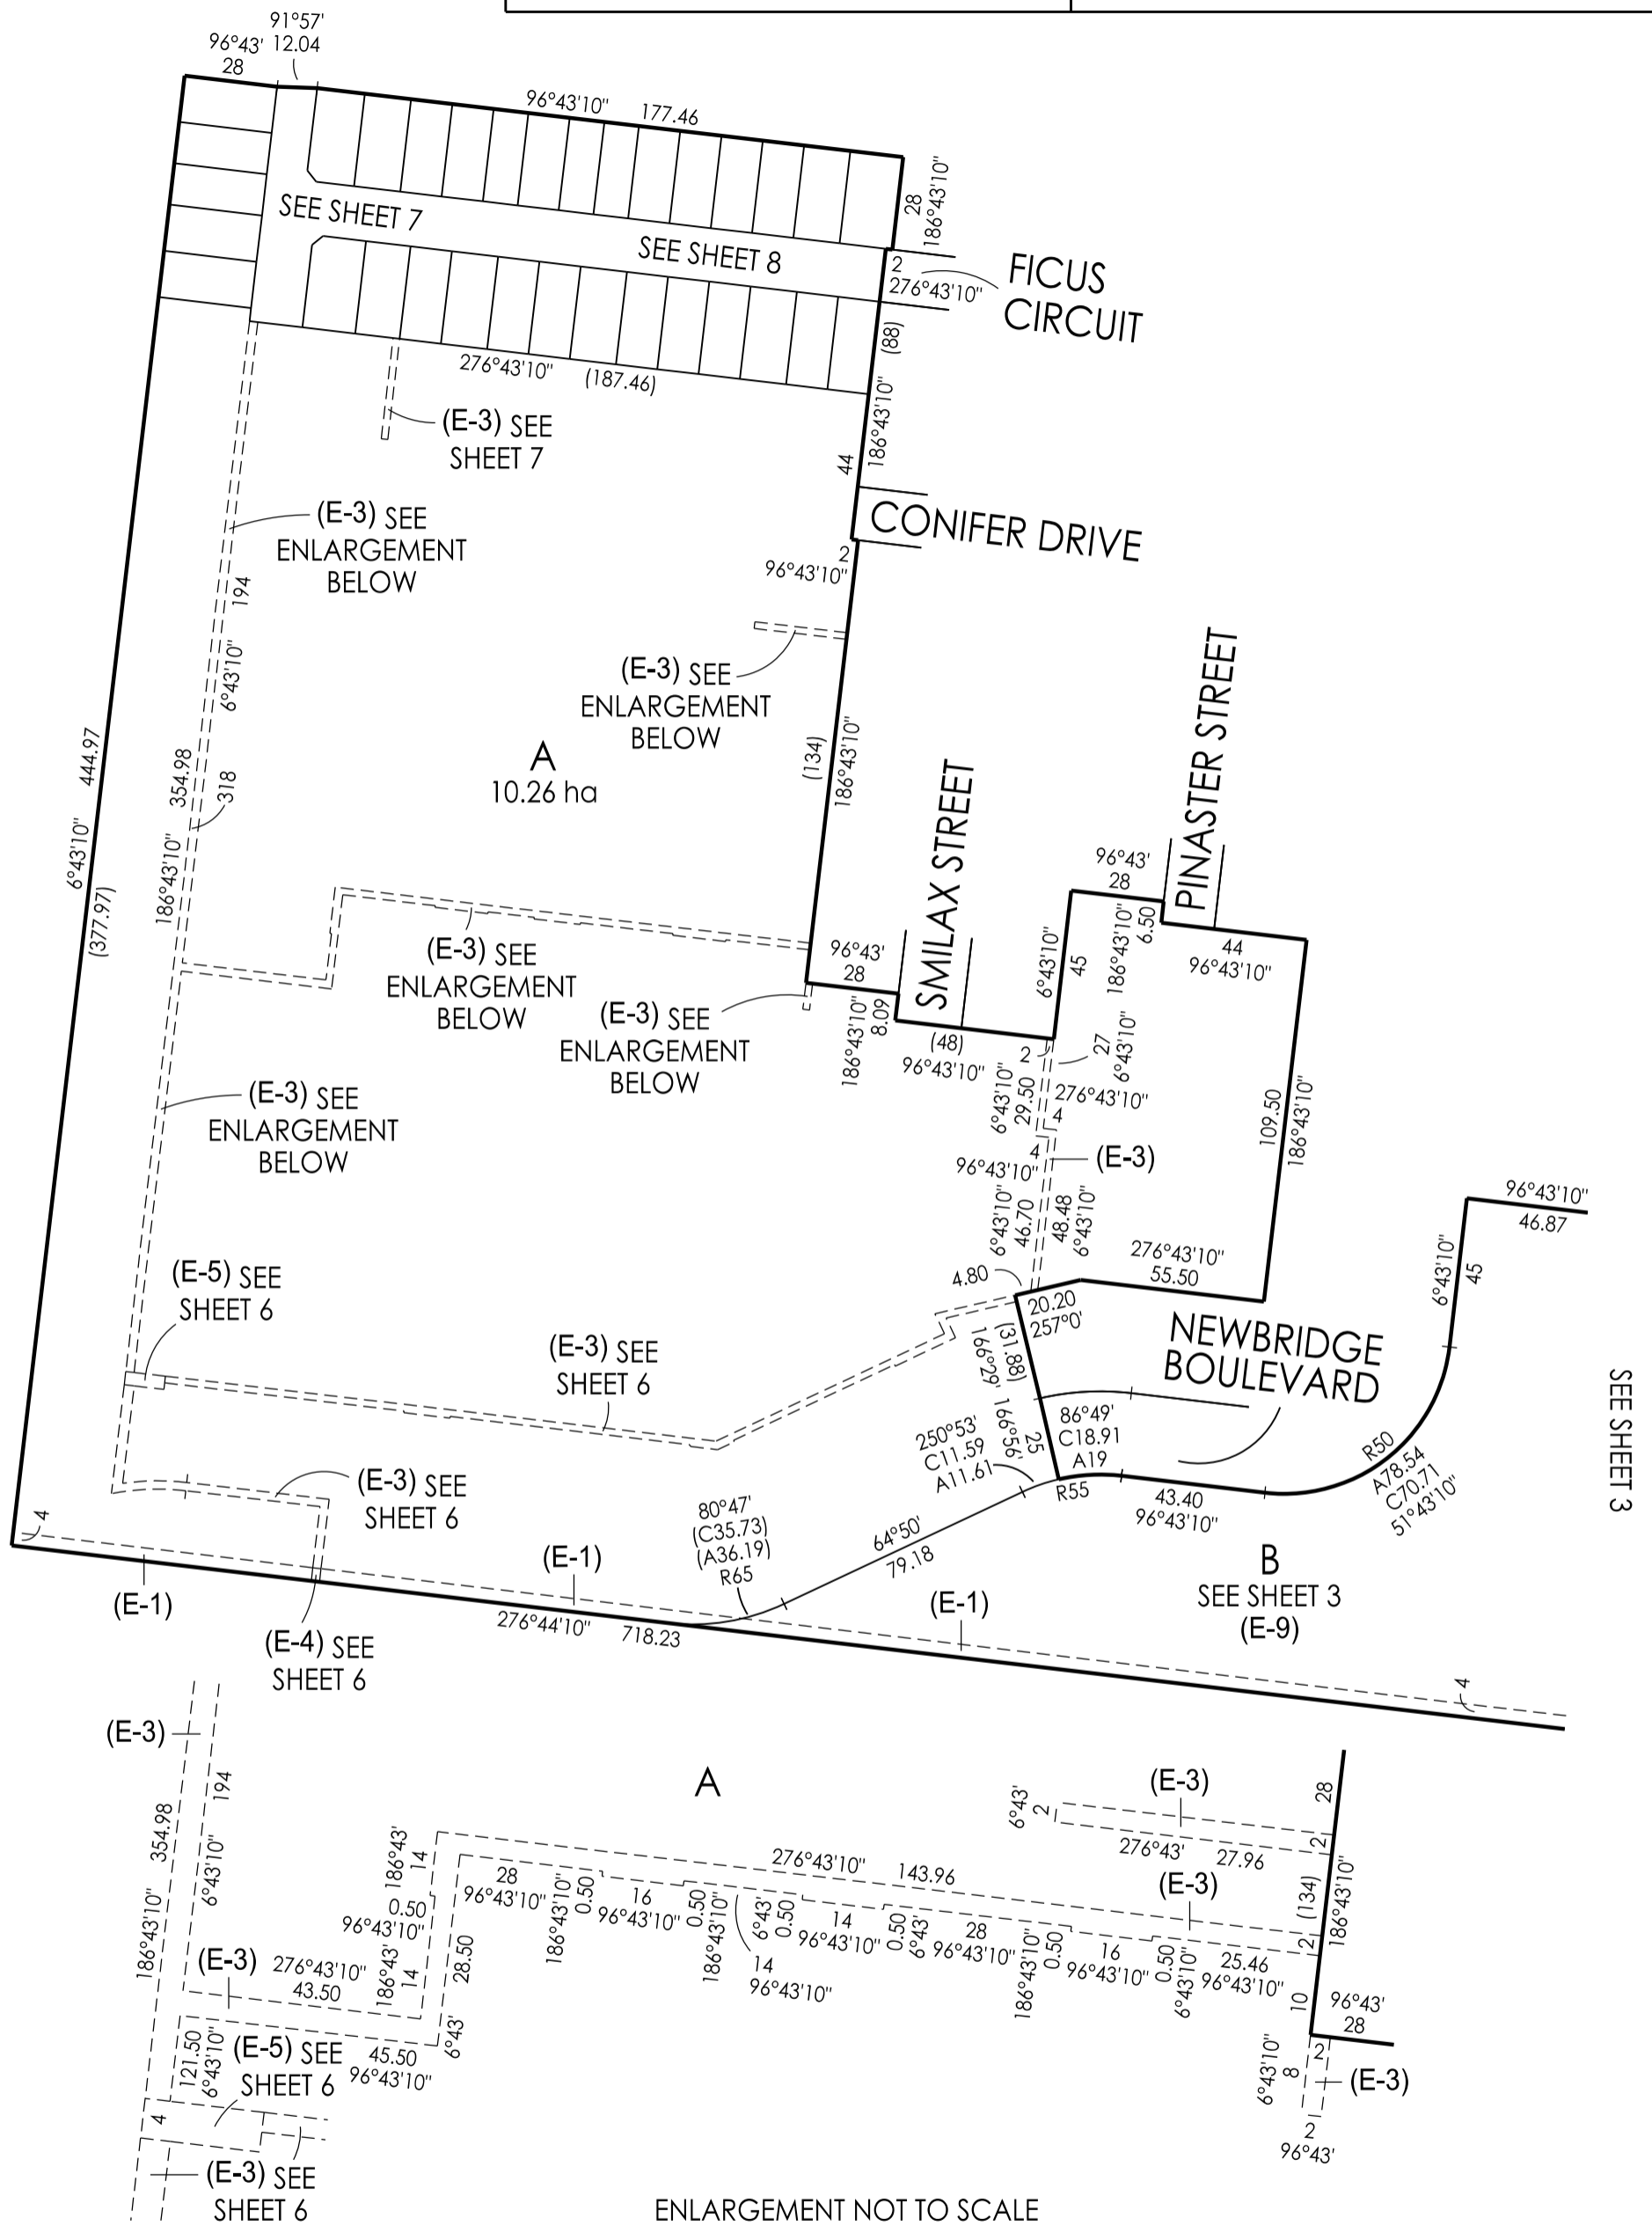 91°57'
96°43' 12.04
28
96°43'10" 177.46
28
186°43'10"
SEE SHEET 7
SEE SHEET 8
2
276°43'10"
FICUS
CIRCUIT
(88)
186°43'10"
276°43'10" (187.46)
(E-3) SEE
SHEET 7
44
CONIFER DRIVE
2
96°43'10"
(E-3) SEE
ENLARGEMENT
BELOW
194
6°43'10"
(E-3) SEE
ENLARGEMENT
BELOW
A
10.26 ha
444.97
6°43'10"
(377.97)
354.98
318
186°43'10"
(134)
186°43'10"
SMILAX STREET
PINASTER STREET
96°43'
28
186°43'10"
6.50
44
96°43'10"
6°43'10"
45
(E-3) SEE
ENLARGEMENT
BELOW
96°43'
28
186°43'10"
8.09
(48)
96°43'10"
(E-3) SEE
ENLARGEMENT
BELOW
2
27
6°43'10"
6°43'10"
29.50
276°43'10"
4
4
96°43'10"
(E-3)
6°43'10"
46.70
48.48
6°43'10"
109.50
186°43'10"
(E-3) SEE
ENLARGEMENT
BELOW
96°43'10"
46.87
6°43'10"
45
276°43'10"
55.50
4.80
20.20
257°0'
(31.88)
166°29'
NEWBRIDGE
BOULEVARD
(E-5) SEE
SHEET 6
(E-3) SEE
SHEET 6
SEE SHEET 3
166°56'
25
86°49'
C18.91
A19
250°53'
C11.59
A11.61
R55
43.40
96°43'10"
R50
A78.54
C70.71
51°43'10"
(E-3) SEE
SHEET 6
80°47'
(C35.73)
(A36.19)
R65
64°50'
79.18
4
(E-1)
(E-1)
(E-1)
B
SEE SHEET 3
(E-9)
276°44'10" 718.23
(E-4) SEE
SHEET 6
4
(E-3)
194
354.98
6°43'10"
186°43'10"
A
(E-3)
6°43'
2
276°43' 27.96
28
2
(134)
186°43'10"
276°43'10" 143.96
(E-3)
186°43'
14
0.50
96°43'10"
186°43'
14
28
96°43'10"
186°43'10"
0.50
16
96°43'10"
0.50
186°43'10"
6°43'
0.50
14
96°43'10"
14
96°43'10"
0.50
6°43'
28
96°43'10"
186°43'10"
0.50
16
96°43'10"
0.50
6°43'10"
25.46
96°43'10"
2
10
96°43'
28
(E-3)
276°43'10"
43.50
28.50
6°43'
121.50
6°43'10"
(E-5) SEE
SHEET 6
45.50
96°43'10"
6°43'10"
8
2
(E-3)
2
96°43'
4
(E-3) SEE
SHEET 6
ENLARGEMENT NOT TO SCALE